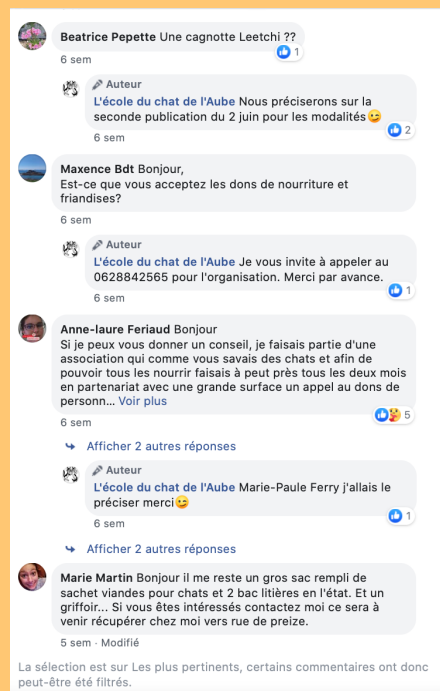 Beatrice Pepette Une cagnotte Leetchi ??
1
6 sem
Auteur
L'école du chat de l'Aube Nous préciserons sur la
seconde publication du 2 juin pour les modalités😉
2
6 sem
Maxence Bdt Bonjour,
Est-ce que vous acceptez les dons de nourriture et
friandises?
6 sem
Auteur
L'école du chat de l'Aube Je vous invite à appeler au
0628842565 pour l'organisation. Merci par avance.
1
6 sem
Anne-laure Feriaud Bonjour
Si je peux vous donner un conseil, je faisais partie d'une
association qui comme vous savais des chats et afin de
pouvoir tous les nourrir faisais à peut près tous les deux mois
en partenariat avec une grande surface un appel au dons de
personn... Voir plus
5
6 sem
Afficher 2 autres réponses
Auteur
L'école du chat de l'Aube Marie-Paule Ferry j'allais le
préciser merci😉
1
6 sem
Afficher 2 autres réponses
Marie Martin Bonjour il me reste un gros sac rempli de
sachet viandes pour chats et 2 bac litières en l'état. Et un
griffoir... Si vous êtes intéressés contactez moi ce sera à
venir récupérer chez moi vers rue de preize.
5 sem · Modifié
La sélection est sur Les plus pertinents, certains commentaires ont donc
peut-être été filtrés.